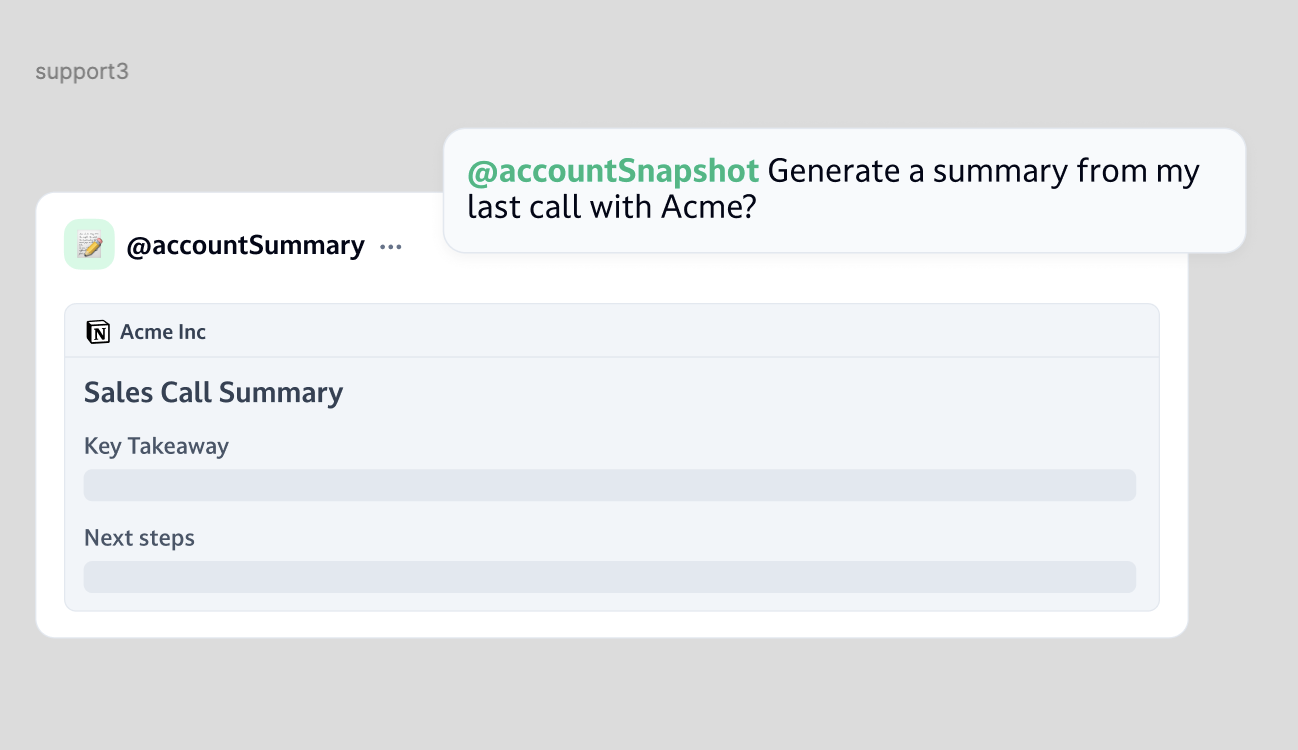 support3
@accountSnapshot Generate a summary from my
last call with Acme?
@accountSummary ...
N Acme Inc
Sales Call Summary
Key Takeaway
Next steps